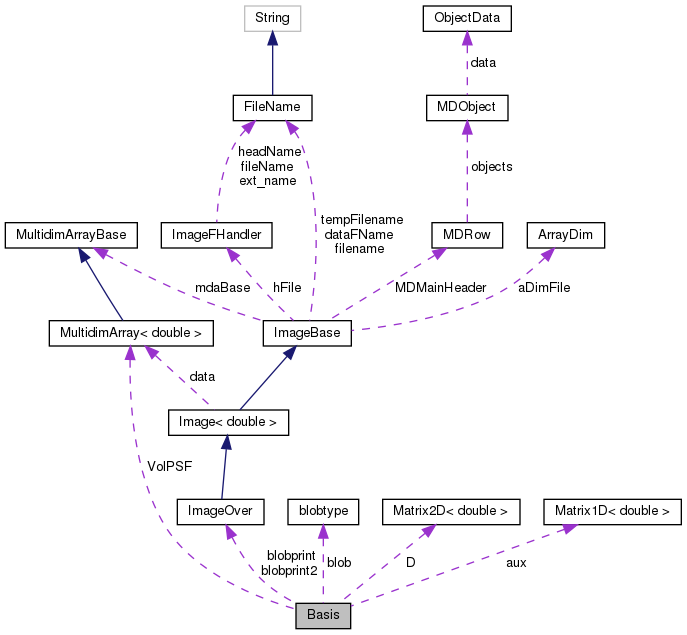 String
ObjectData
data
FileName
MDObject
headName
fileName
ext_name
objects
tempFilename
dataFName
filename
MultidimArrayBase
ImageFHandler
MDRow
ArrayDim
mdaBase
hFile
MDMainHeader
aDimFile
MultidimArray< double >
ImageBase
data
Image< double >
VolPSF
ImageOver
blobtype
Matrix2D< double >
Matrix1D< double >
blobprint
blobprint2
blob
D
aux
Basis